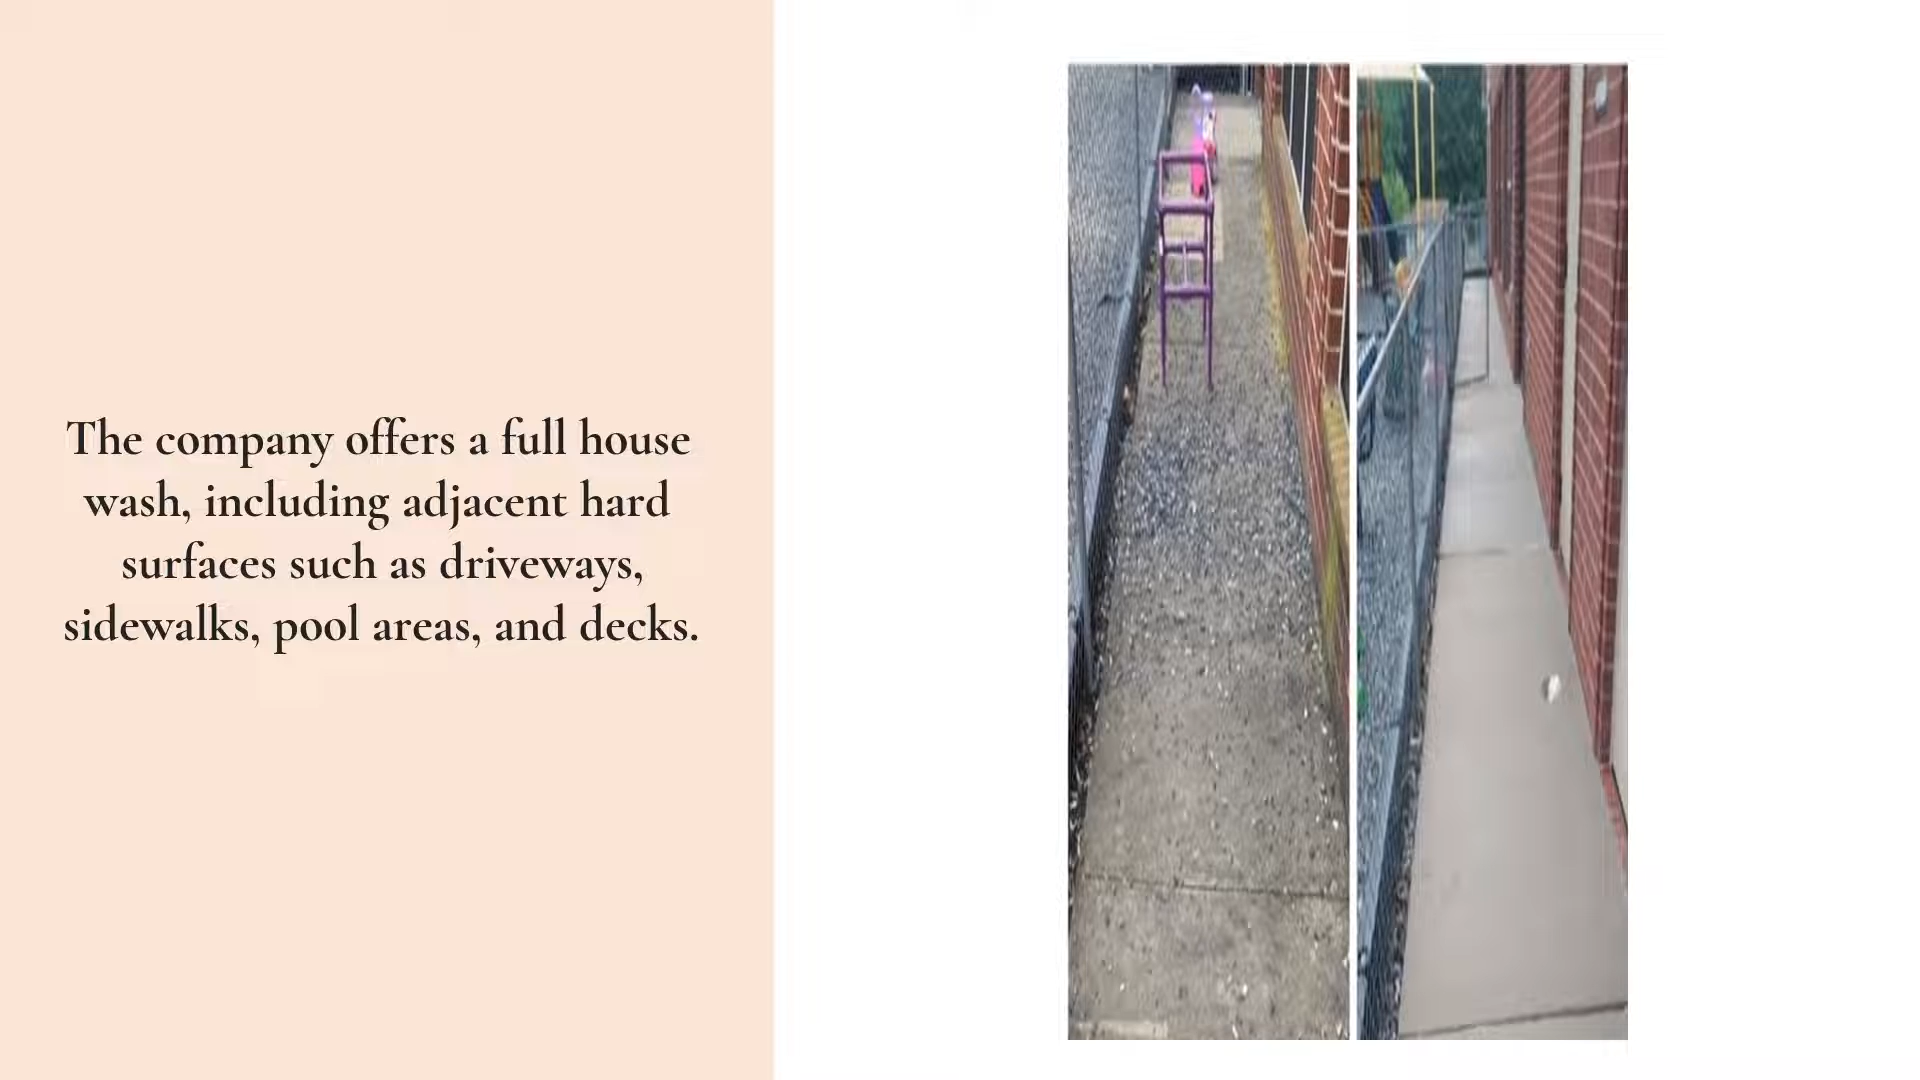 The company offers a full house
wash, including adjacent hard
surfaces such as driveways,
sidewalks, pool areas, and decks.